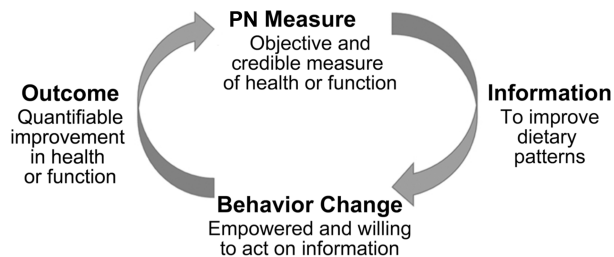 PN Measure
Objective and
credible measure
of health or function
Information
To improve
dietary
patterns
Behavior Change
Empowered and willing
to act on information
Outcome
Quantifiable
improvement
in health
or function